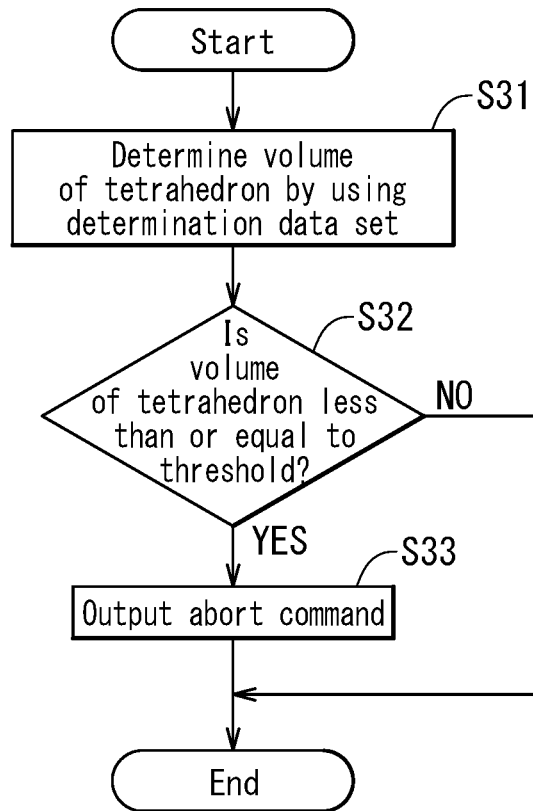 Start
S31
Determine volume
of tetrahedron by using
determination data set
S32
Is
volume
of tetrahedron less
than or equal to
threshold?
NO
YES
S33
Output abort command
End